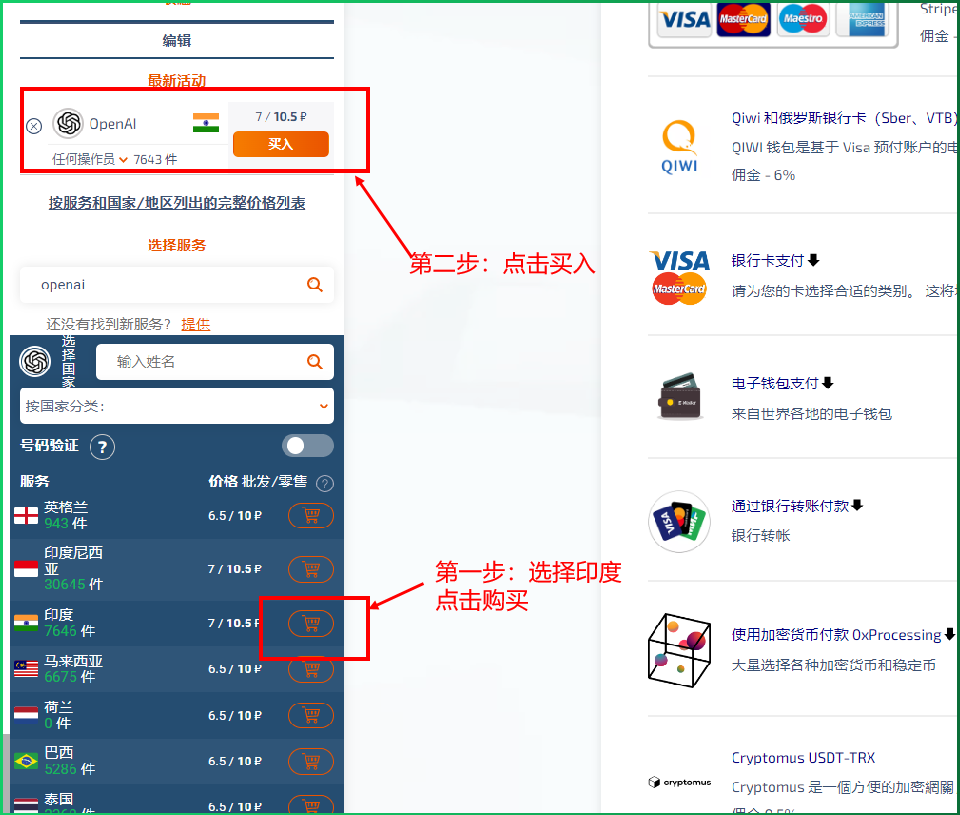 编辑
最新活动
OpenAI
7 / 10.5 ₽
买入
任何操作员 7643 件
按服务和国家/地区列出的完整价格列表
选择服务
openai
还没有找到新服务？ 提供
选择国家
输入姓名
按国家分类：
号码验证 ?
服务 价格 批发/零售 ?
英格兰
943 件
6.5 / 10 ₽
印度尼西亚
30615 件
7 / 10.5 ₽
印度
7646 件
7 / 10.5 ₽
马来西亚
6675 件
6.5 / 10 ₽
荷兰
0 件
6.5 / 10 ₽
巴西
5286 件
6.5 / 10 ₽
泰国
6.5 / 10 ₽
第二步：点击买入
第一步：选择印度
点击购买
VISA MasterCard Maestro AMERICAN EXPRESS
Stripe
佣金 -
QIWI
Qiwi 和俄罗斯银行卡（Sber、VTB）
QIWI 钱包是基于 Visa 预付账户的电
佣金 - 6%
VISA
MasterCard
银行卡支付
请为您的卡选择合适的类别。 这将
电子钱包支付
来自世界各地的电子钱包
VISA
通过银行转账付款
银行转帐
使用加密货币付款 0xProcessing
大量选择各种加密货币和稳定币
cryptomus
Cryptomus USDT-TRX
Cryptomus 是一個方便的加密網關